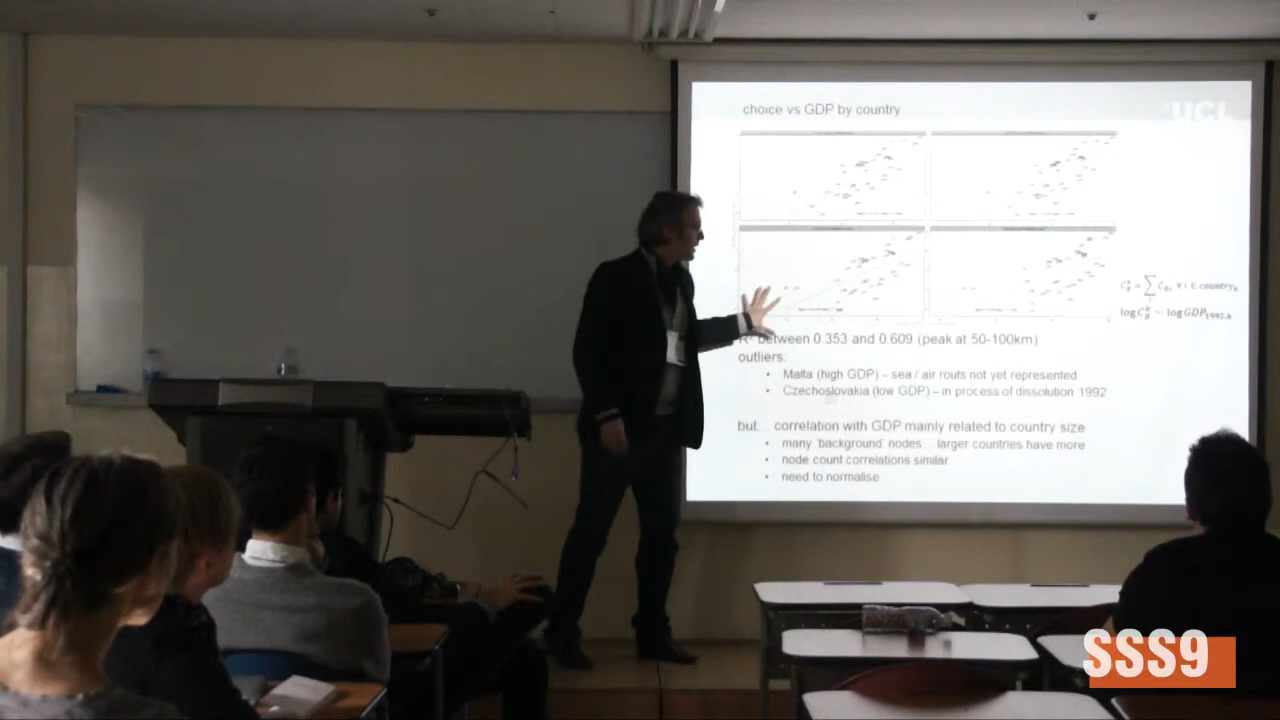 choice vs GDP by country
UCL
R² between 0.353 and 0.609 (peak at 50-100km)
outliers:
• Malta (high GDP) – sea / air routs not yet represented
• Czechoslovakia (low GDP) – in process of dissolution 1992
but... correlation with GDP mainly related to country size
• many 'background' nodes... larger countries have more
• node count correlations similar
• need to normalise
SSS9